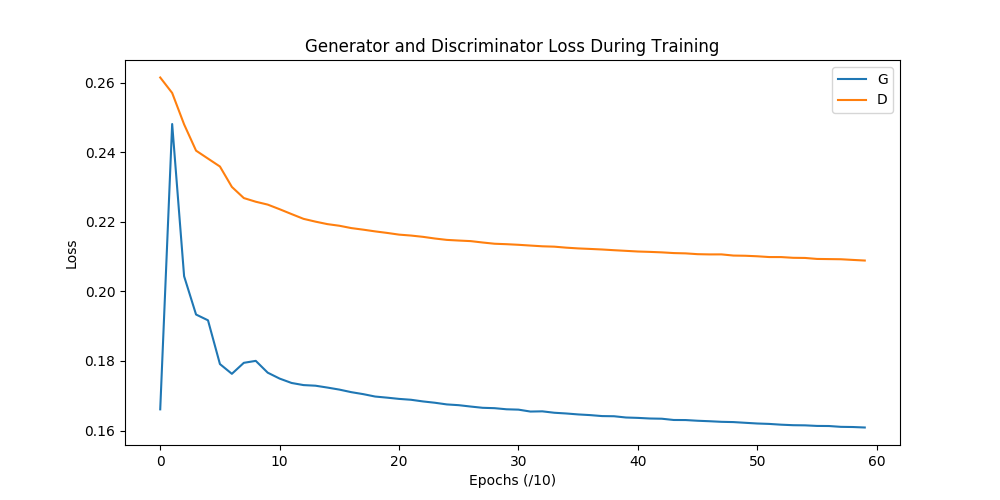 Generator and Discriminator Loss During Training
G
D
0.26
0.24
0.22
0.20
0.18
0.16
Loss
0
10
20
30
40
50
60
Epochs (/10)